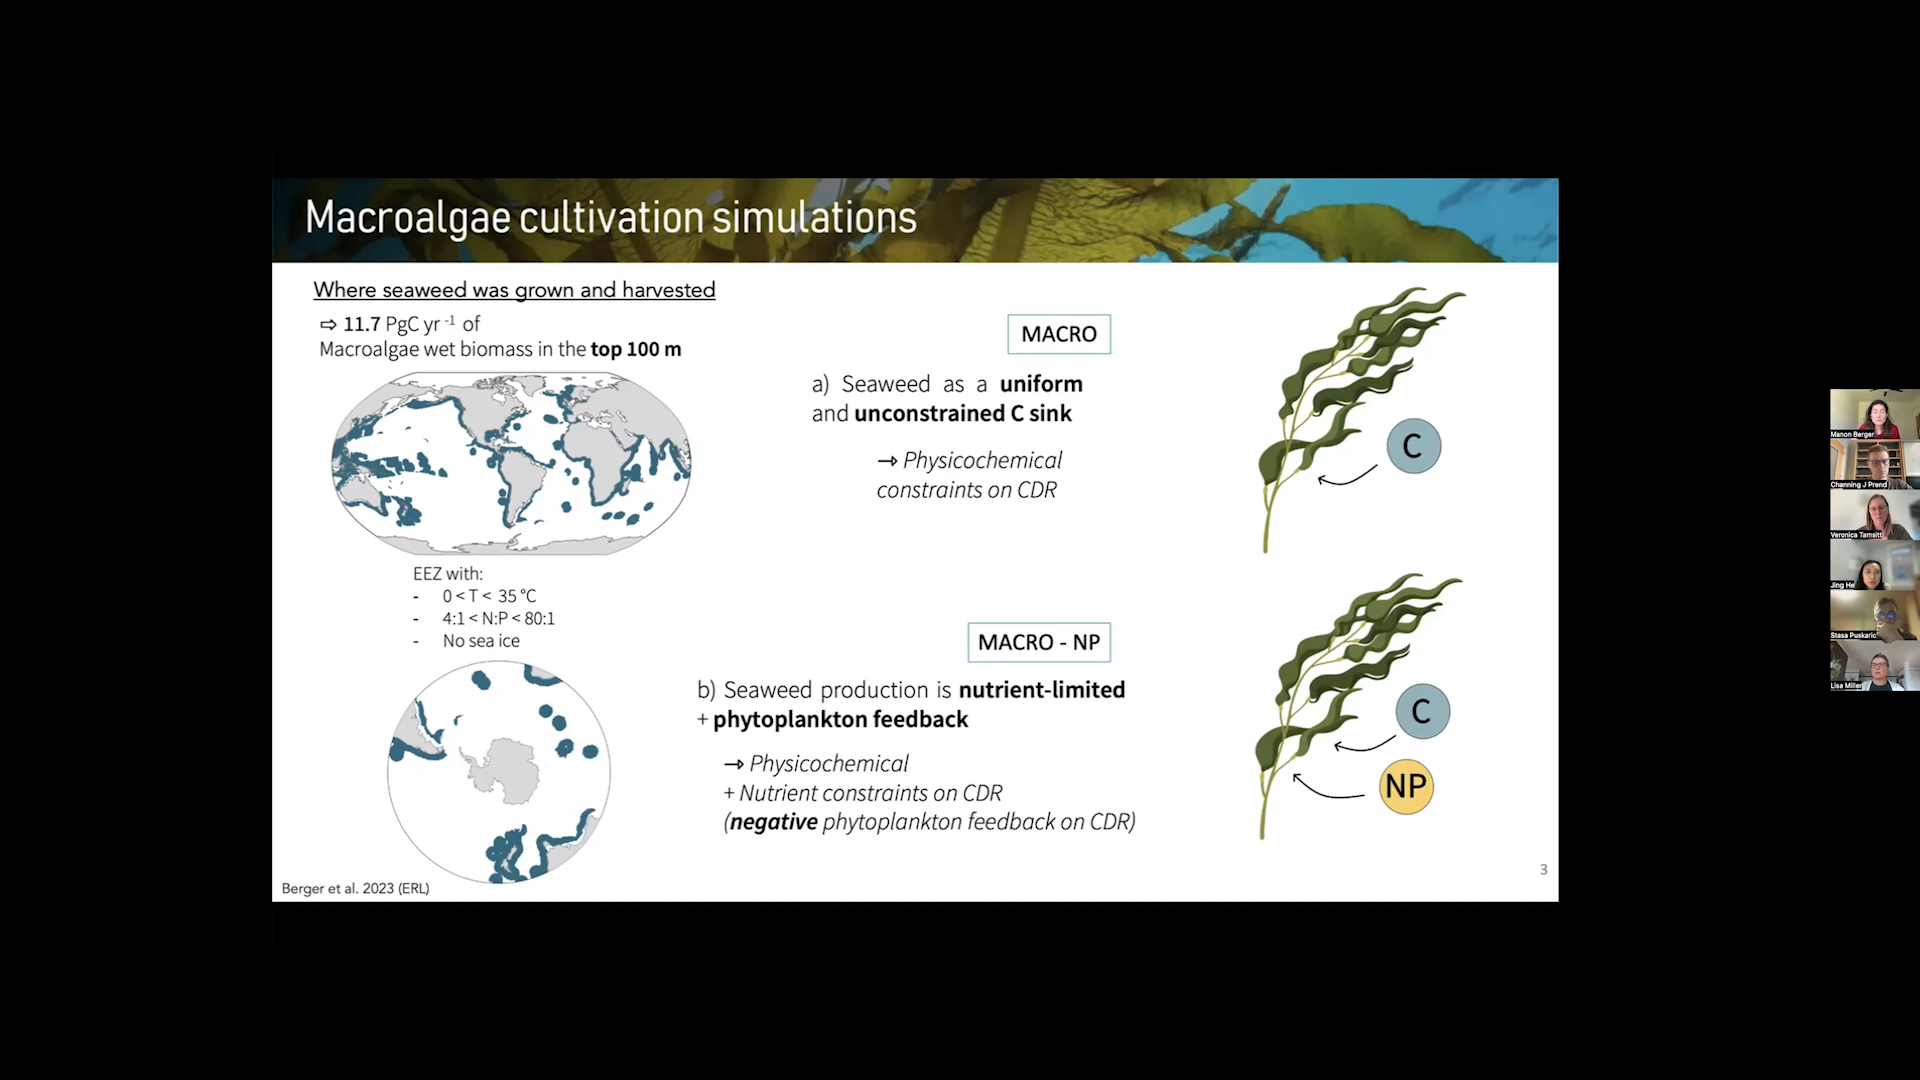 Macroalgae cultivation simulations
Where seaweed was grown and harvested
⇨ 11.7 PgC yr -1 of
Macroalgae wet biomass in the top 100 m
EEZ with:
- 0 < T < 35 °C
- 4:1 < N:P < 80:1
- No sea ice
Berger et al. 2023 (ERL)
MACRO
a) Seaweed as a uniform
and unconstrained C sink
→ Physicochemical
constraints on CDR
C
MACRO - NP
b) Seaweed production is nutrient-limited
+ phytoplankton feedback
→ Physicochemical
+ Nutrient constraints on CDR
(negative phytoplankton feedback on CDR)
C
NP
3
Manon Berger
Channing J Prend
Veronica Tamsitt
Jing He
Stasa Puskaric
Lisa Miller